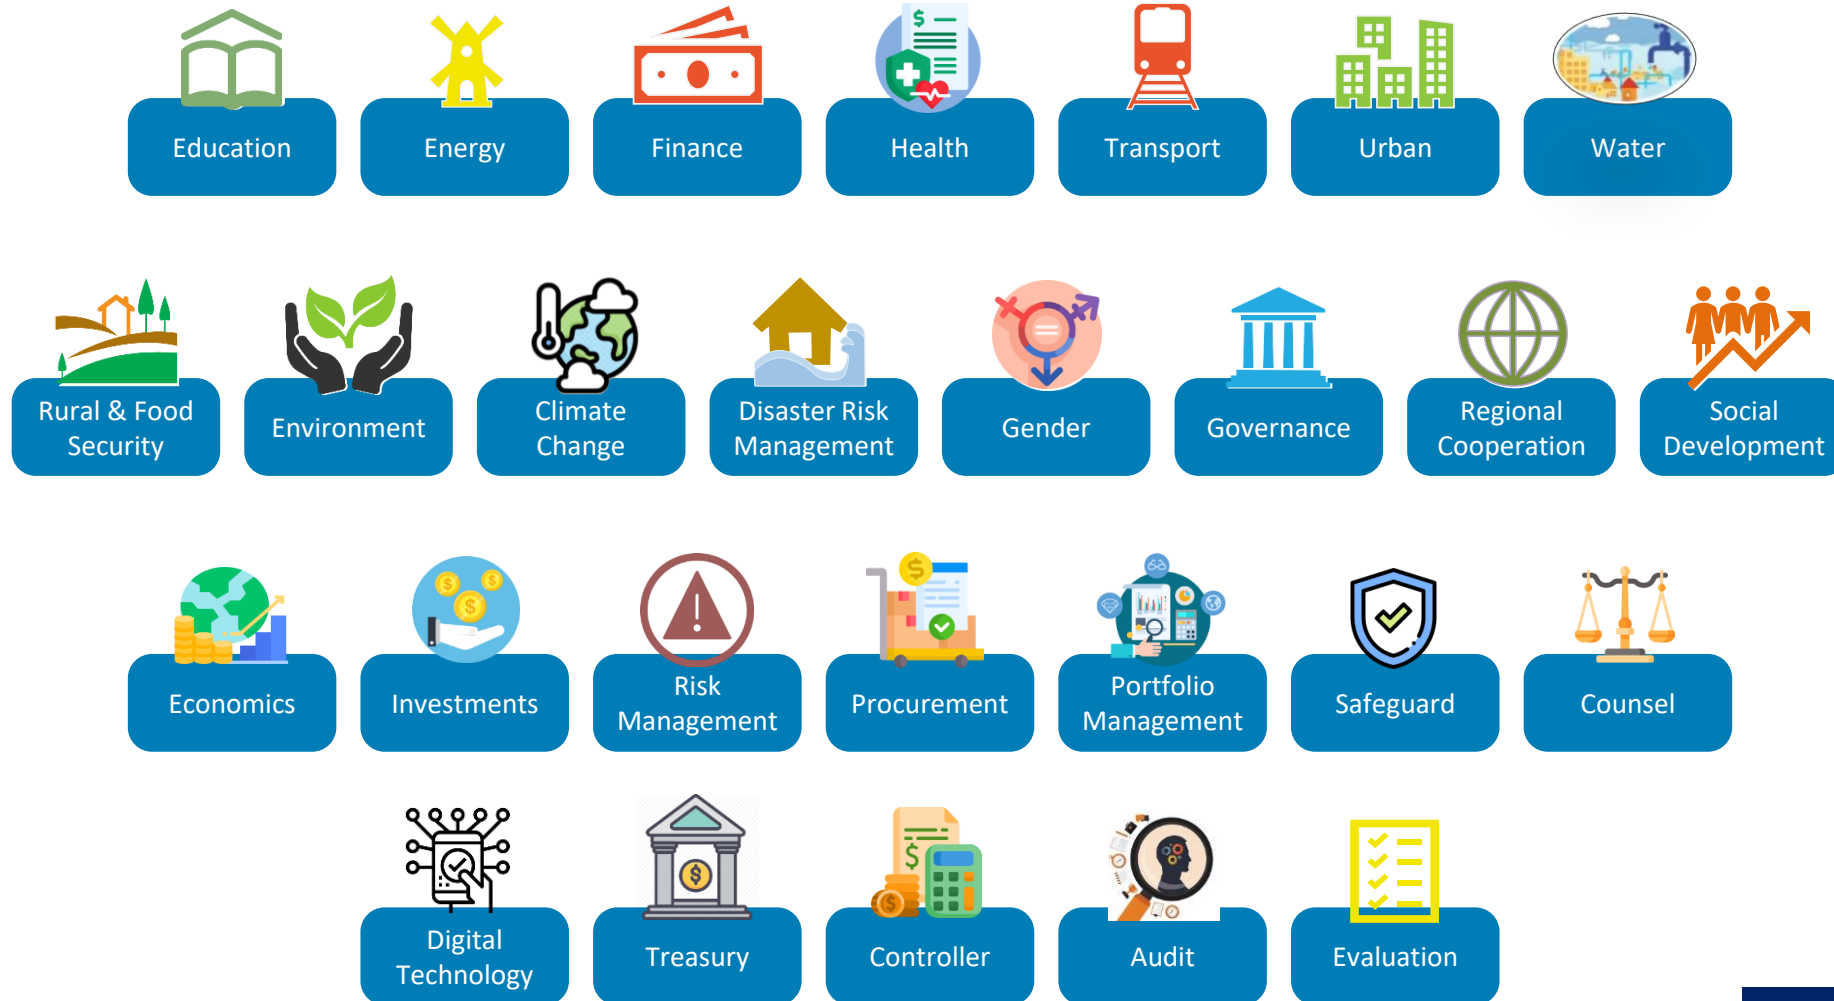 Education
Energy
Finance
Health
Transport
Urban
Water
Rural & Food
Security
Environment
Climate
Change
Disaster Risk
Management
Gender
Governance
Regional
Cooperation
Social
Development
Economics
Investments
Risk
Management
Procurement
Portfolio
Management
Safeguard
Counsel
Digital
Technology
Treasury
Controller
Audit
Evaluation